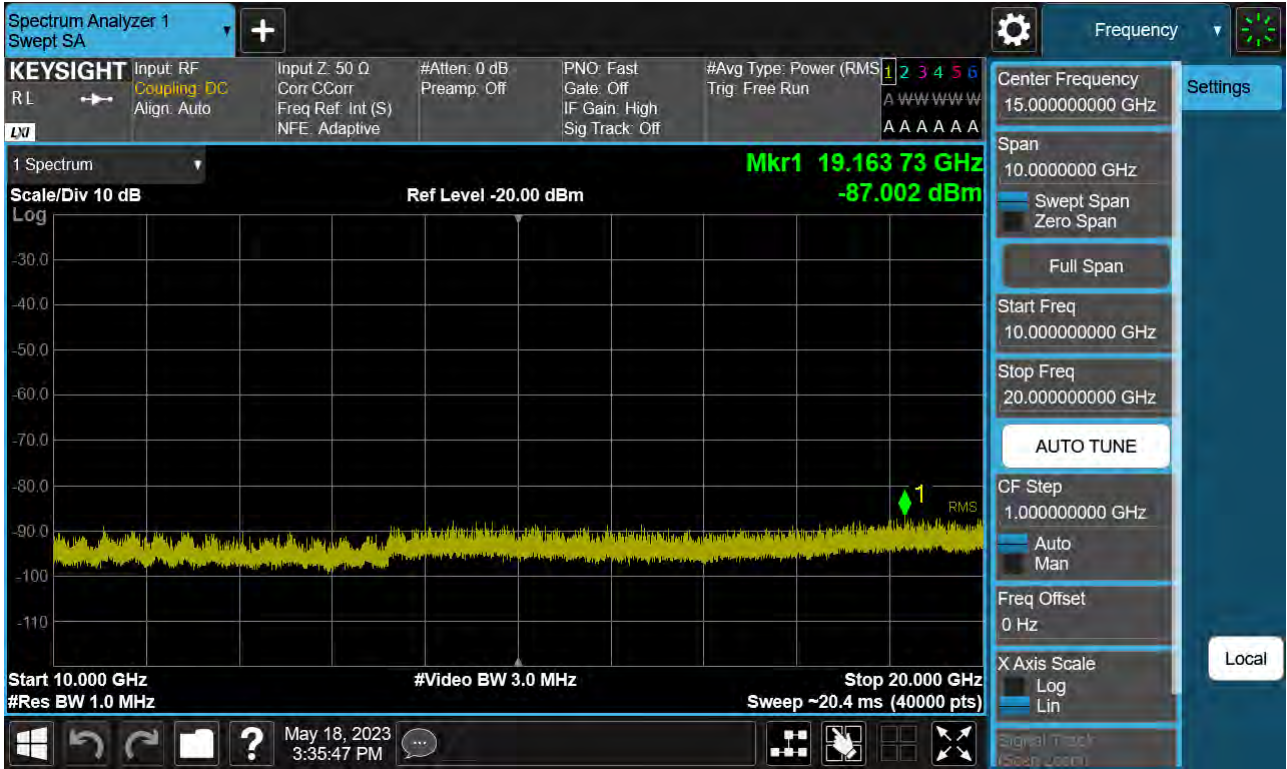 Spectrum Analyzer 1
Swept SA
+
Frequency
KEYSIGHT
RL
LXI
Input: RF
Coupling: DC
Align: Auto
Input Z: 50 Ω
Corr CCorr
Freq Ref: Int (S)
NFE: Adaptive
#Atten: 0 dB
Preamp: Off
PNO: Fast
Gate: Off
IF Gain: High
Sig Track: Off
#Avg Type: Power (RMS
Trig: Free Run
1 2 3 4 5 6
A W W W W W
A A A A A A
1 Spectrum
Mkr1 19.163 73 GHz
-87.002 dBm
Scale/Div 10 dB
Ref Level -20.00 dBm
Log
-30.0
-40.0
-50.0
-60.0
-70.0
-80.0
-90.0
-100
-110
1
RMS
Start 10.000 GHz
#Video BW 3.0 MHz
Stop 20.000 GHz
#Res BW 1.0 MHz
Sweep ~20.4 ms (40000 pts)
Center Frequency
15.000000000 GHz
Span
10.0000000 GHz
Swept Span
Zero Span
Full Span
Start Freq
10.000000000 GHz
Stop Freq
20.000000000 GHz
AUTO TUNE
CF Step
1.000000000 GHz
Auto
Man
Freq Offset
0 Hz
X Axis Scale
Log
Lin
Signal Track
(Span Zoom)
Settings
Local
?
May 18, 2023
3:35:47 PM